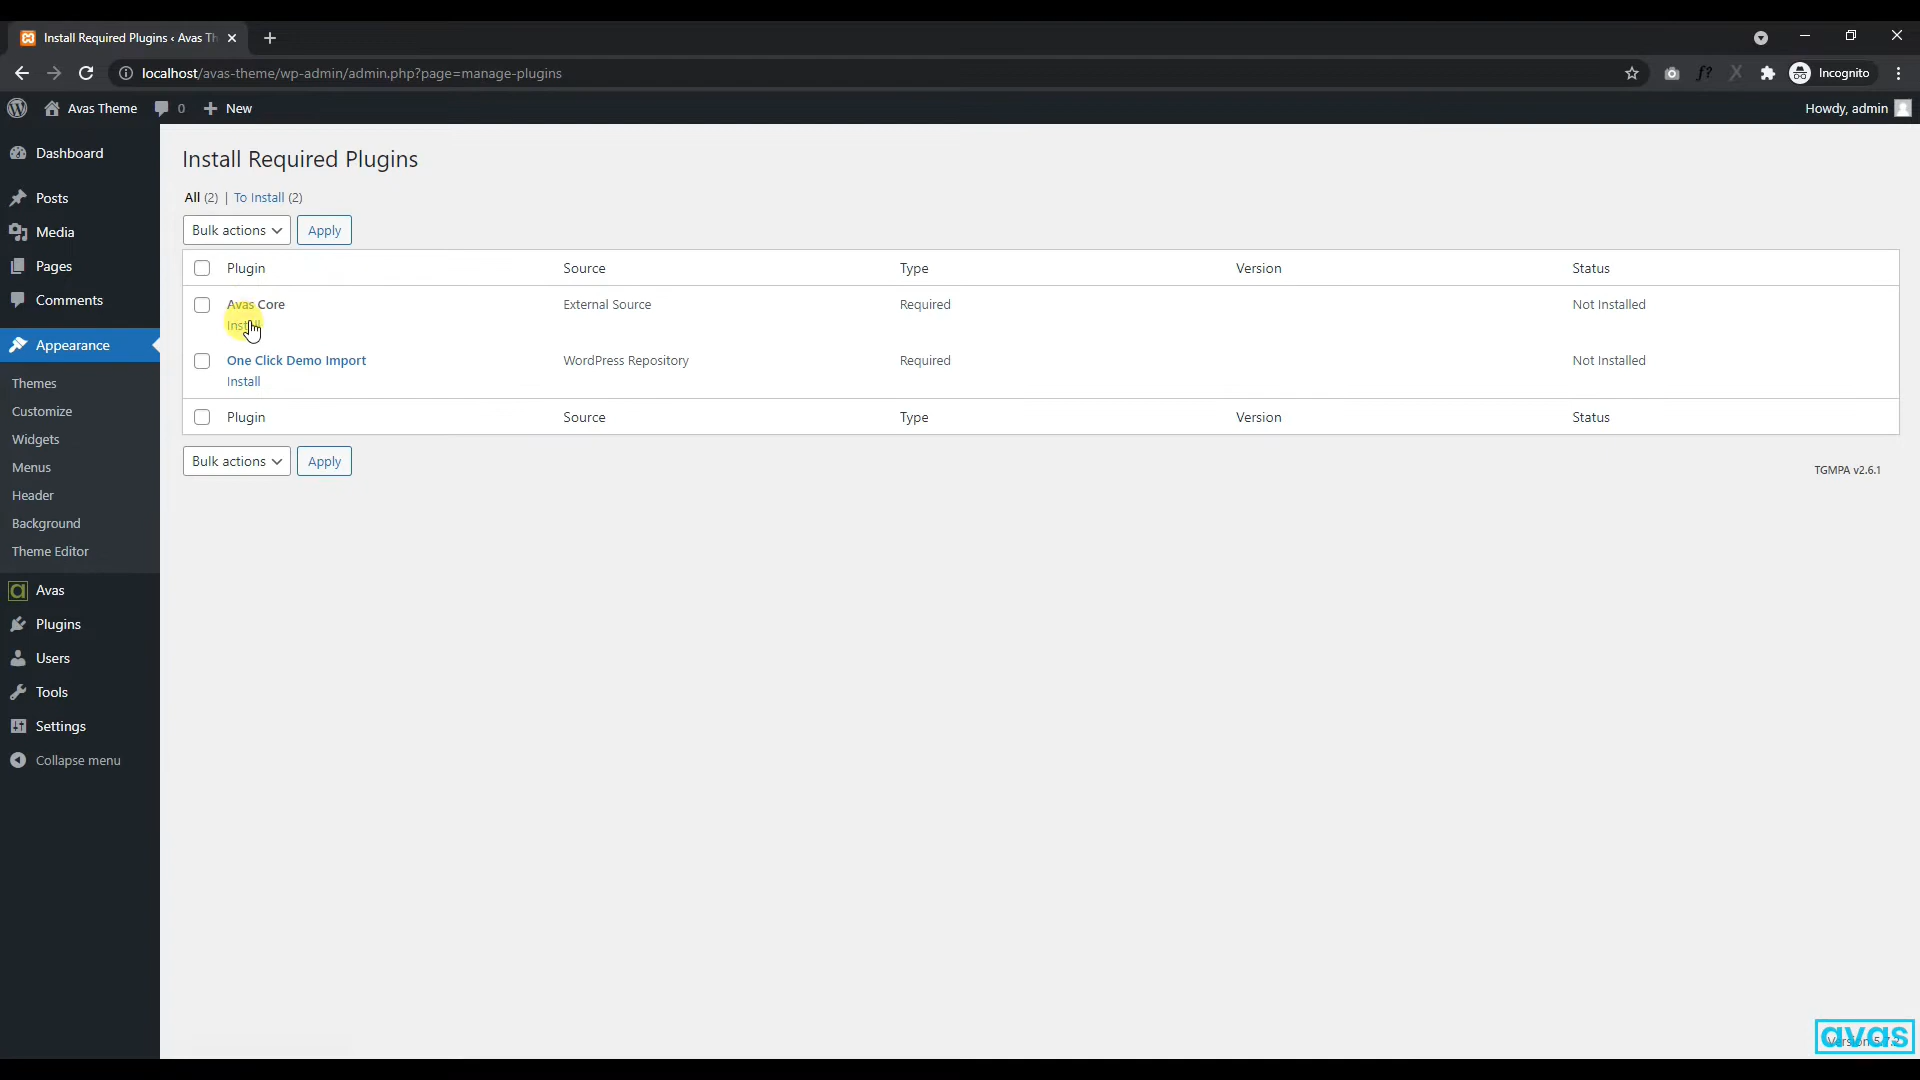 Install Required Plugins ‹ Avas Th
localhost/avas-theme/wp-admin/admin.php?page=manage-plugins
Incognito
Avas Theme 0 New
Howdy, admin
Dashboard
Posts
Media
Pages
Comments
Appearance
Themes
Customize
Widgets
Menus
Header
Background
Theme Editor
Avas
Plugins
Users
Tools
Settings
Collapse menu
Install Required Plugins
All (2) | To Install (2)
Bulk actions Apply
Plugin Source Type Version Status
Avas Core External Source Required Not Installed
Install
One Click Demo Import WordPress Repository Required Not Installed
Install
Plugin Source Type Version Status
Bulk actions Apply
TGMPA v2.6.1
avas